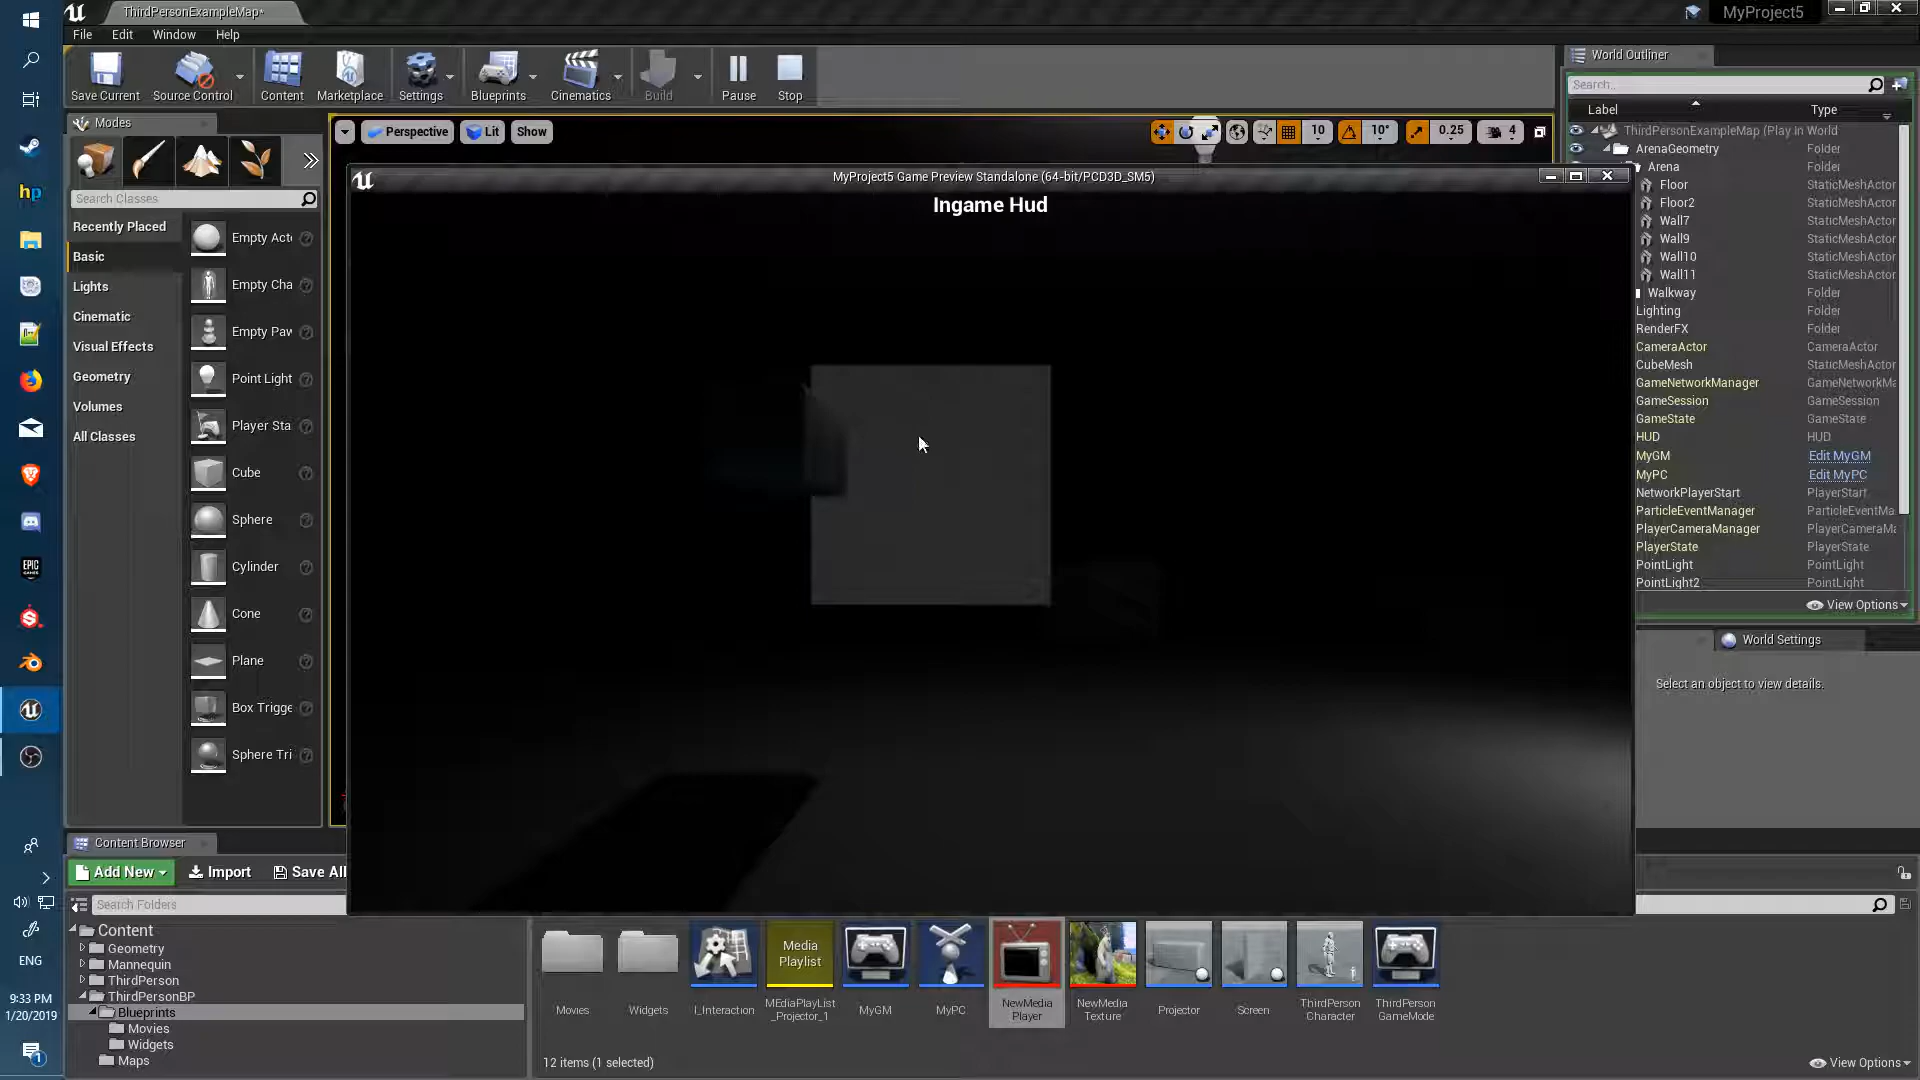 ThirdPersonExampleMap*
MyProject5
File Edit Window Help
Save Current
Source Control
Content
Marketplace
Settings
Blueprints
Cinematics
Build
Pause
Stop
World Outliner
Search...
Label Type
ThirdPersonExampleMap (Play In World
ArenaGeometry Folder
Arena Folder
Floor StaticMeshActor
Floor2 StaticMeshActor
Wall7 StaticMeshActor
Wall9 StaticMeshActor
Wall10 StaticMeshActor
Wall11 StaticMeshActor
Walkway Folder
Lighting Folder
RenderFX Folder
CameraActor CameraActor
CubeMesh StaticMeshActor
GameNetworkManager GameNetworkMa
GameSession GameSession
GameState GameState
HUD HUD
MyGM Edit MyGM
MyPC Edit MyPC
NetworkPlayerStart PlayerStart
ParticleEventManager ParticleEventMa
PlayerCameraManager PlayerCameraMa
PlayerState PlayerState
PointLight PointLight
PointLight2 PointLight
View Options
World Settings
Select an object to view details.
Modes
Search Classes
Recently Placed
Basic
Lights
Cinematic
Visual Effects
Geometry
Volumes
All Classes
Empty Acto
Empty Cha
Empty Paw
Point Light
Player Sta
Cube
Sphere
Cylinder
Cone
Plane
Box Trigge
Sphere Tri
Perspective Lit Show
10 10° 0.25 4
MyProject5 Game Preview Standalone (64-bit/PCD3D_SM5)
Ingame Hud
Content Browser
Add New Import Save All
Search Folders
Content
Geometry
Mannequin
ThirdPerson
ThirdPersonBP
Blueprints
Movies
Widgets
Maps
Media
Playlist
Movies
Widgets
I_Interaction
MEdiaPlayList
_Projector_1
MyGM
MyPC
NewMedia
Player
NewMedia
Texture
Projector
Screen
ThirdPerson
Character
ThirdPerson
GameMode
12 items (1 selected)
View Options
hp
EPIC
GAMES
ENG
9:33 PM
1/20/2019
1